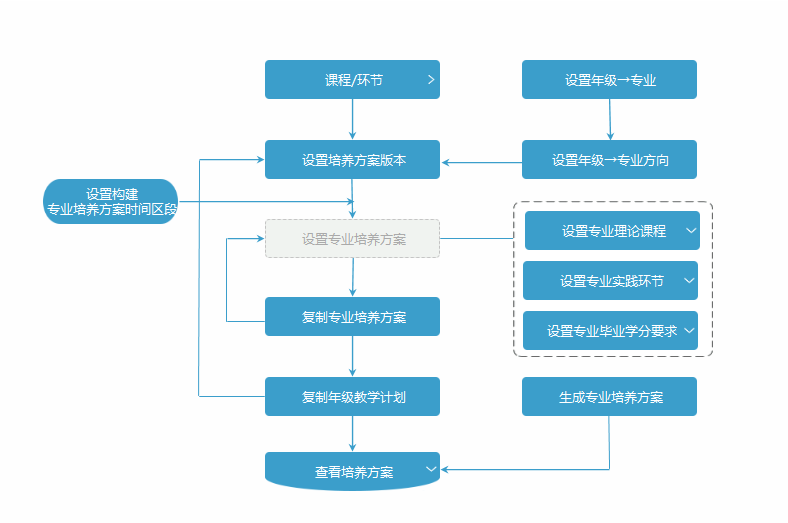 课程/环节
设置年级→专业
设置培养方案版本
设置年级→专业方向
设置构建
专业培养方案时间区段
设置专业培养方案
设置专业理论课程
设置专业实践环节
复制专业培养方案
设置专业毕业学分要求
复制年级教学计划
生成专业培养方案
查看培养方案